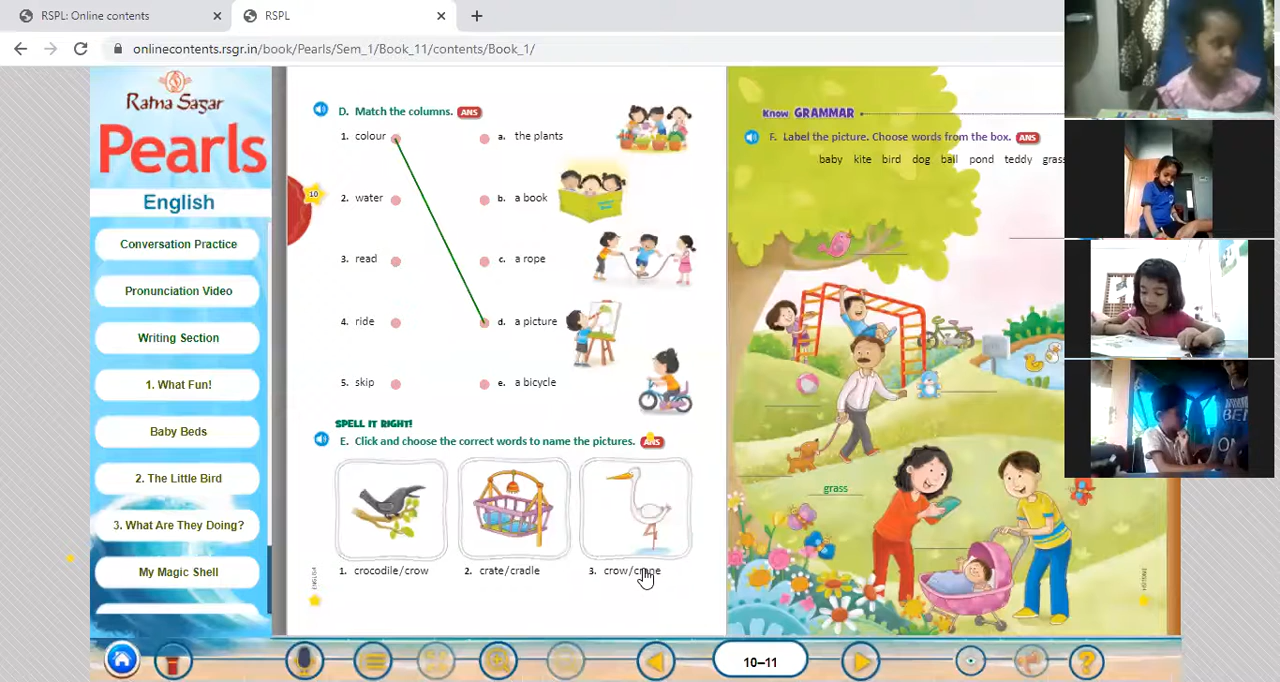 RSPL: Online contents
RSPL
onlinecontents.rsgr.in/book/Pearls/Sem_1/Book_11/contents/Book_1/
Ratna Sagar
Pearls
English
Conversation Practice
Pronunciation Video
Writing Section
1. What Fun!
Baby Beds
2. The Little Bird
3. What Are They Doing?
My Magic Shell
10
D. Match the columns. ANS
1. colour a. the plants
2. water b. a book
3. read c. a rope
4. ride d. a picture
5. skip e. a bicycle
SPELL IT RIGHT!
E. Click and choose the correct words to name the pictures. ANS
1. crocodile/crow 2. crate/cradle 3. crow/crane
ENGLISH
Know GRAMMAR
F. Label the picture. Choose words from the box. ANS
baby kite bird dog ball pond teddy grass
grass
ENGLISH
10–11
?